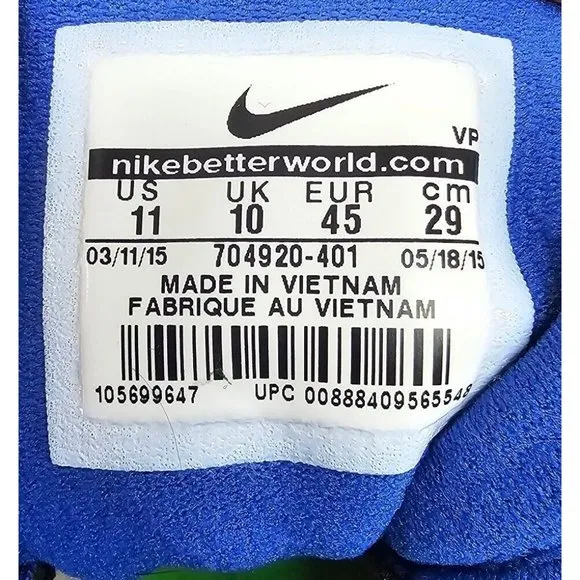 VP
nikebetterworld.com
US UK EUR cm
11 10 45 29
03/11/15 704920-401 05/18/15
MADE IN VIETNAM
FABRIQUE AU VIETNAM
105699647 UPC 00888409565548